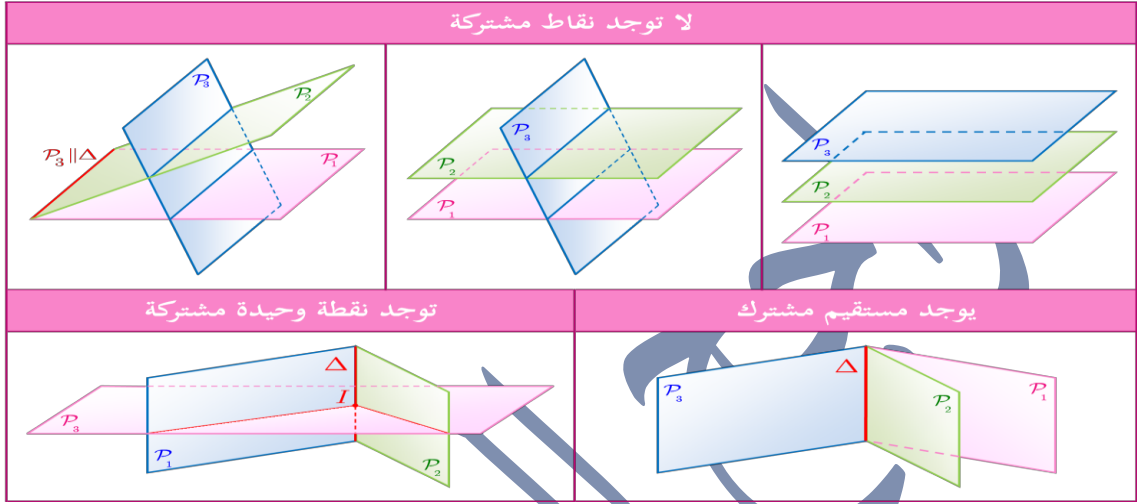 لا توجد نقاط مشتركة
P₃
P₂
P₃ ∥ Δ
P₁
P₃
P₂
P₁
P₃
P₂
P₁
توجد نقطة وحيدة مشتركة
يوجد مستقيم مشترك
Δ
I
P₃
P₁
P₂
Δ
P₃
P₂
P₁